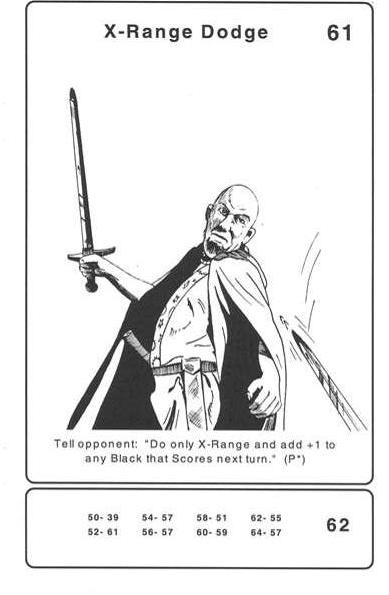 X-Range Dodge 61
Tell opponent: "Do only X-Range and add +1 to
any Black that Scores next turn." (P*)
50- 39 54- 57 58- 51 62- 55
52- 61 56- 57 60- 59 64- 57
62